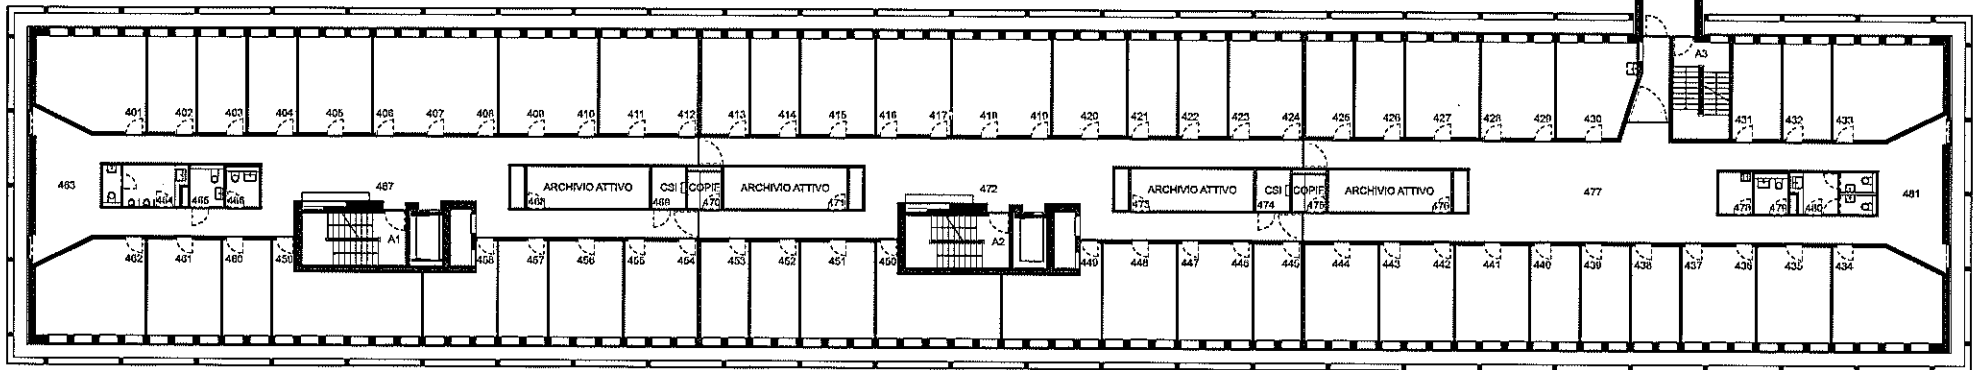 A3
401 402 403 404 405 406 407 408 409 410 411 412 413 414 415 416 417 418 419 420 421 422 423 424 425 426 427 428 429 430 431 432 433
463 464 465 466 467 468 ARCHIVIO ATTIVO CSI COPIE ARCHIVIO ATTIVO 472 ARCHIVIO ATTIVO CSI COPIE ARCHIVIO ATTIVO 477 478 479 480 481
469 470 471 473 474 475 476
A1 A2
462 461 460 459 458 457 456 455 454 453 452 451 450 449 448 447 446 445 444 443 442 441 440 439 438 437 436 435 434